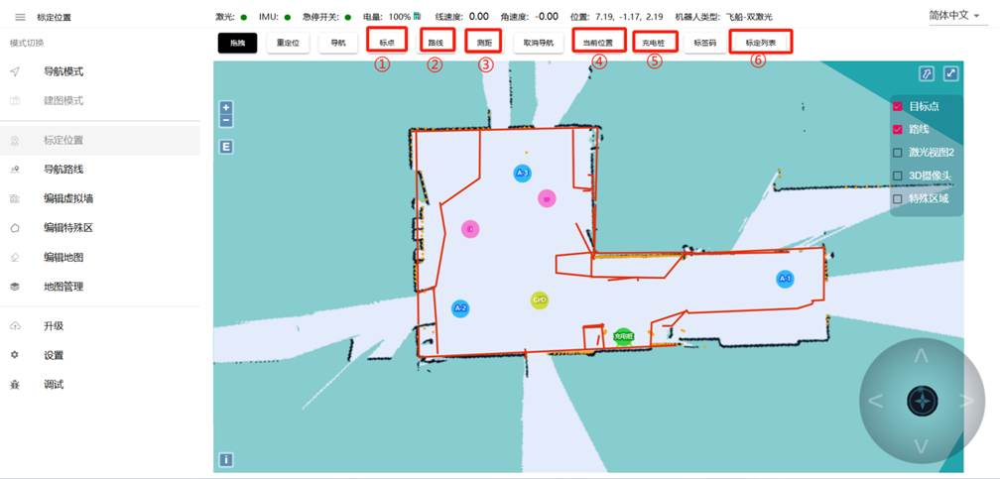 标定位置 激光: IMU: 急停开关: 电量: 100% 线速度: 0.00 角速度: -0.00 位置: 7.19, -1.17, 2.19 机器人类型: 飞船-双激光 简体中文
模式切换
拖拽 重定位 导航 标点 路线 测距 取消导航 当前位置 充电桩 标签码 标定列表
① ② ③ ④ ⑤ ⑥
导航模式
建图模式
标定位置
导航路线
编辑虚拟墙
编辑特殊区
编辑地图
地图管理
升级
设置
调试
+
−
E
目标点
路线
激光视图2
3D摄像头
特殊区域
A-3
A-1
A-2
充电桩
i